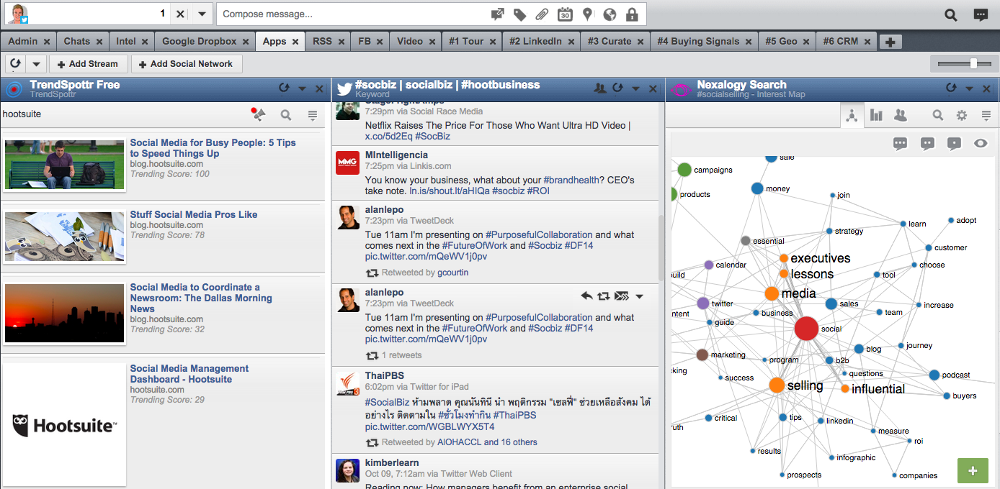 1
Compose message...
30
Admin
Chats
Intel
Google Dropbox
Apps
RSS
FB
Video
#1 Tour
#2 LinkedIn
#3 Curate
#4 Buying Signals
#5 Geo
#6 CRM
Add Stream
Add Social Network
TrendSpottr Free
TrendSpottr
hootsuite
Social Media for Busy People: 5 Tips
to Speed Things Up
blog.hootsuite.com
Trending Score: 100
Stuff Social Media Pros Like
blog.hootsuite.com
Trending Score: 78
Social Media to Coordinate a
Newsroom: The Dallas Morning
News
blog.hootsuite.com
Trending Score: 32
Hootsuite™
Social Media Management
Dashboard - Hootsuite
hootsuite.com
Trending Score: 29
#socbiz | socialbiz | #hootbusiness
Keyword
7:29pm via Social Race Media
Netflix Raises The Price For Those Who Want Ultra HD Video |
x.co/5d2Eq #SocBiz
MMG
MIntelligencia
7:25pm via Linkis.com
You know your business, what about your #brandhealth? CEO's
take note. ln.is/shout.lt/aHIQa #socbiz #ROI
alanlepo
7:23pm via TweetDeck
Tue 11am I'm presenting on #PurposefulCollaboration and what
comes next in the #FutureOfWork and #Socbiz #DF14
pic.twitter.com/mQeWV1j0pv
Retweeted by gcourtin
alanlepo
7:23pm via TweetDeck
Tue 11am I'm presenting on #PurposefulCollaboration and what
comes next in the #FutureOfWork and #Socbiz #DF14
pic.twitter.com/mQeWV1j0pv
1 retweets
ThaiPBS
6:02pm via Twitter for iPad
#SocialBiz ห้ามพลาด คุณนันทินี นำ พฤติกรรม "เซลฟี่" ช่วยเหลือสังคม ได้
อย่างไร ติดตามใน #ชั่วโมงทำกิน #ThaiPBS
pic.twitter.com/WGBLWYX5T4
Retweeted by AIOHACCL and 16 others
kimberlearn
Oct 09, 7:12am via Twitter Web Client
Reading now: How managers benefit from an enterprise social
Nexalogy Search
#socialselling - Interest Map
sale
campaigns
money
products
join
learn
adopt
strategy
essential
customer
executives
calendar
choose
uild
lessons
tool
media
twitter
sales
increase
ntent
business
team
guide
social
journey
blog
marketing
program
b2b
cking
questions
podcast
success
selling
influential
buyers
critical
tips
linkedin
ruth
measure
roi
results
infographic
prospects
companies